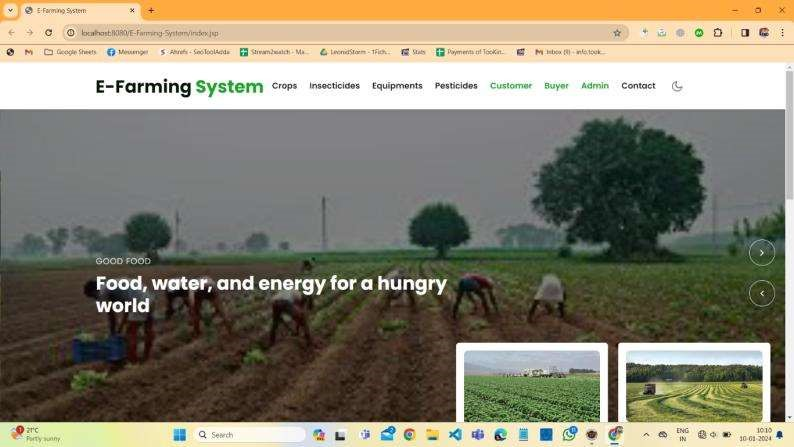 E-Farming System
localhost:8080/E-Farming-System/index.jsp
Google Sheets Messenger Ahrefs - SeoToolAdda Stream2watch - Ma... LeonidStorm - 1Fich... Stats Payments of TooKin... Inbox (9) - info.took...
E-Farming System Crops Insecticides Equipments Pesticides Customer Buyer Admin Contact
GOOD FOOD
Food, water, and energy for a hungry
world
1 21°C
Partly sunny
Search
ENG
IN
10:10
10-01-2024